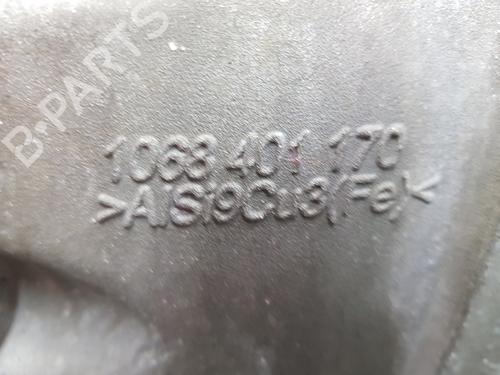 B-PARTS
1068 401 170
>AlSi9Cu3(Fe)<